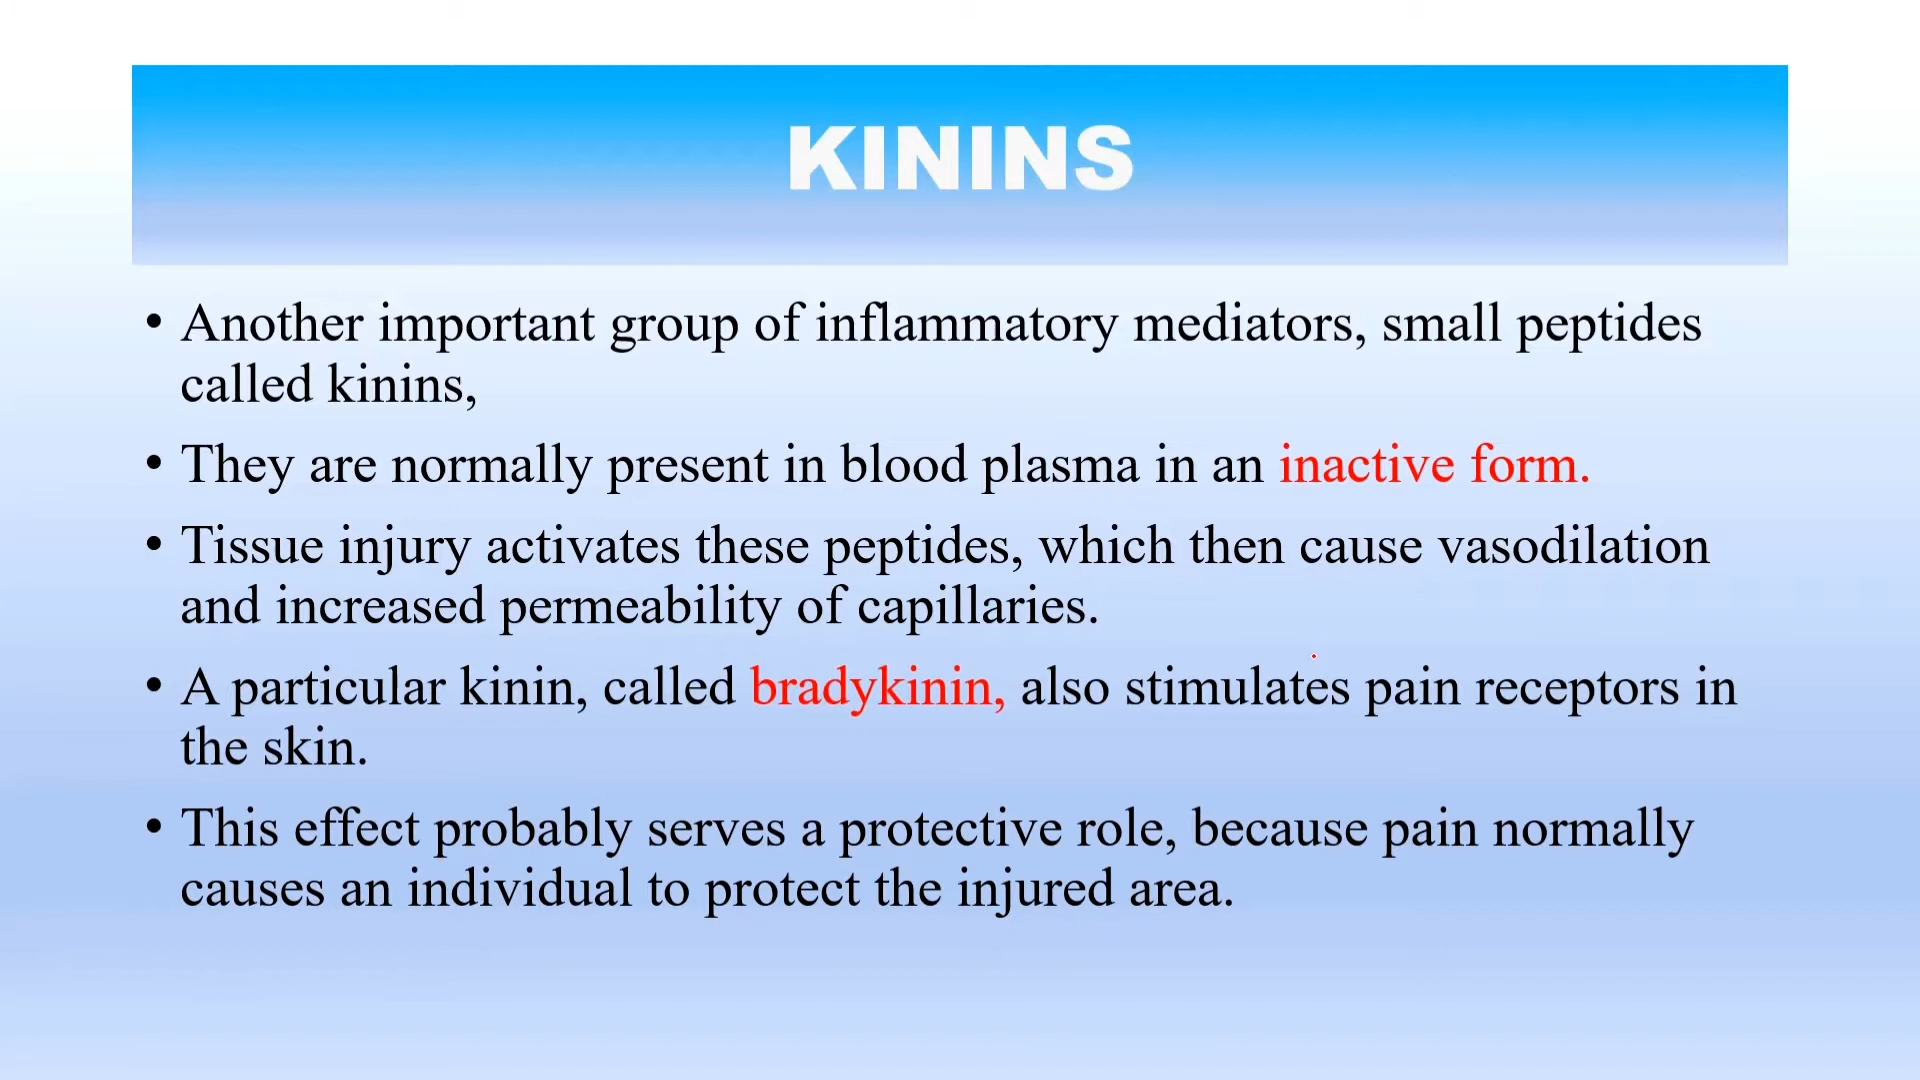 KININS
• Another important group of inflammatory mediators, small peptides
called kinins,
• They are normally present in blood plasma in an inactive form.
• Tissue injury activates these peptides, which then cause vasodilation
and increased permeability of capillaries.
• A particular kinin, called bradykinin, also stimulates pain receptors in
the skin.
• This effect probably serves a protective role, because pain normally
causes an individual to protect the injured area.